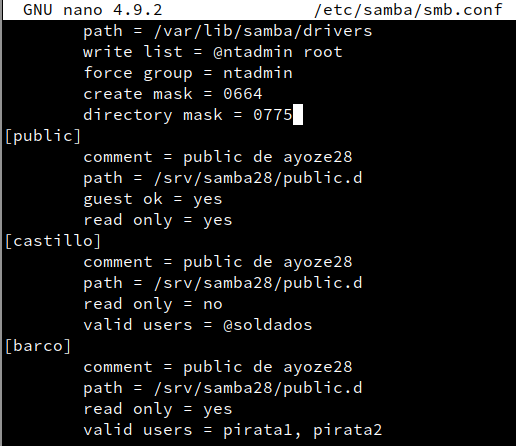 GNU nano 4.9.2 /etc/samba/smb.conf
path = /var/lib/samba/drivers
write list = @ntadmin root
force group = ntadmin
create mask = 0664
directory mask = 0775
[public]
comment = public de ayoze28
path = /srv/samba28/public.d
guest ok = yes
read only = yes
[castillo]
comment = public de ayoze28
path = /srv/samba28/public.d
read only = no
valid users = @soldados
[barco]
comment = public de ayoze28
path = /srv/samba28/public.d
read only = yes
valid users = pirata1, pirata2